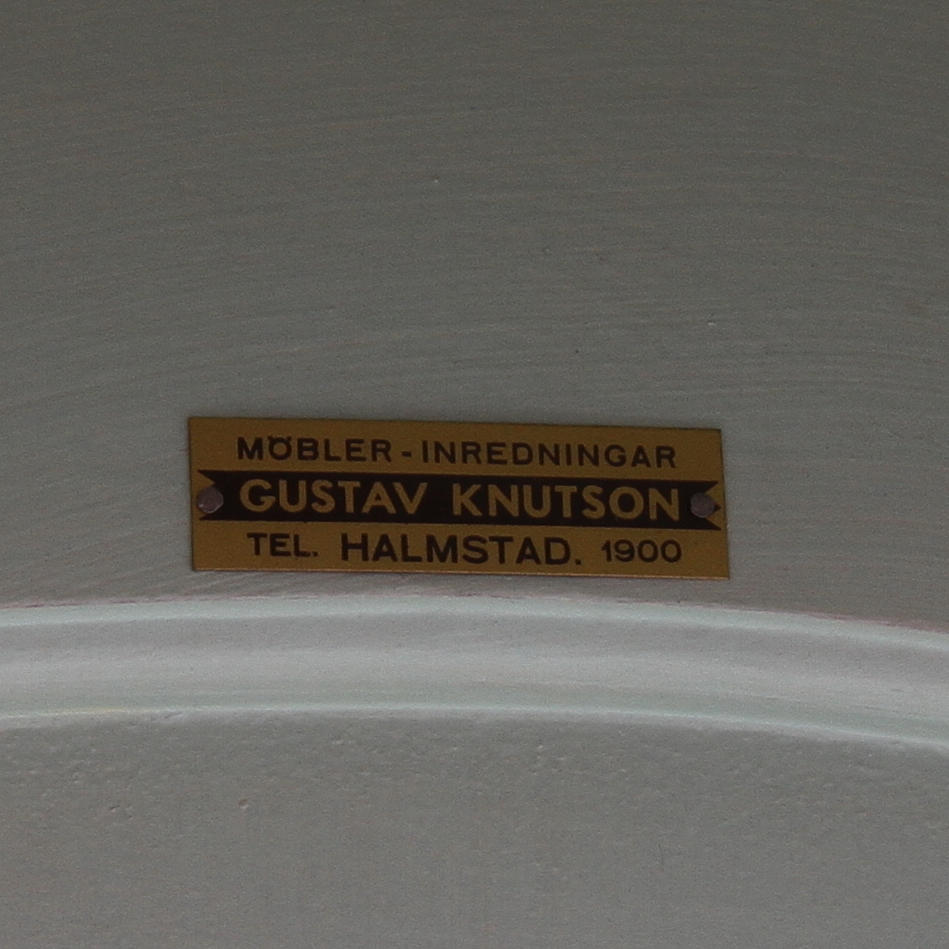 MÖBLER - INREDNINGAR
GUSTAV KNUTSON
TEL. HALMSTAD. 1900